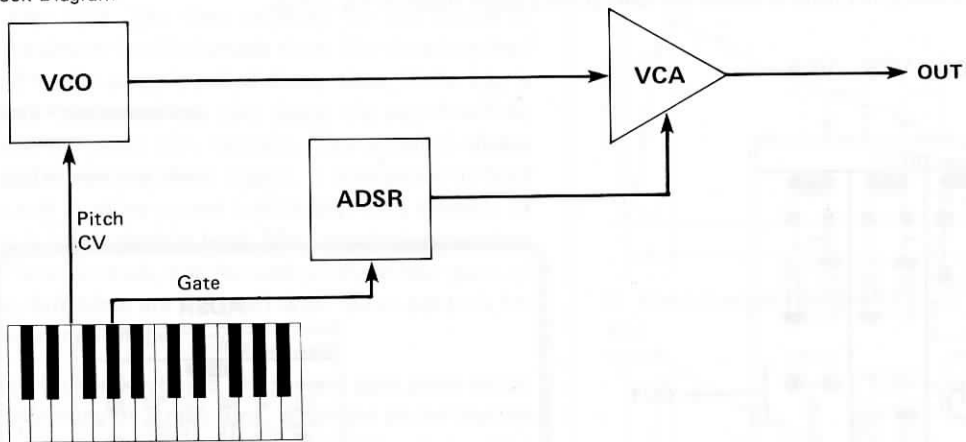 VCO
VCA
OUT
ADSR
Pitch
CV
Gate